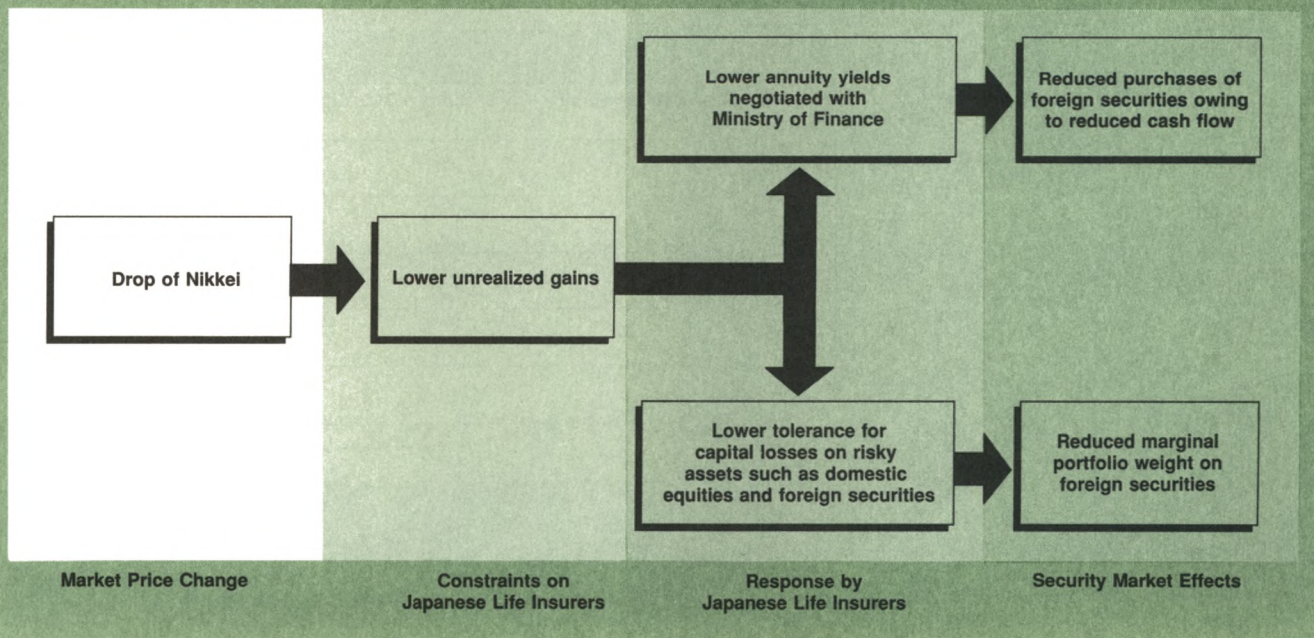 Drop of Nikkei
Lower unrealized gains
Lower annuity yields
negotiated with
Ministry of Finance
Reduced purchases of
foreign securities owing
to reduced cash flow
Lower tolerance for
capital losses on risky
assets such as domestic
equities and foreign securities
Reduced marginal
portfolio weight on
foreign securities
Market Price Change
Constraints on
Japanese Life Insurers
Response by
Japanese Life Insurers
Security Market Effects